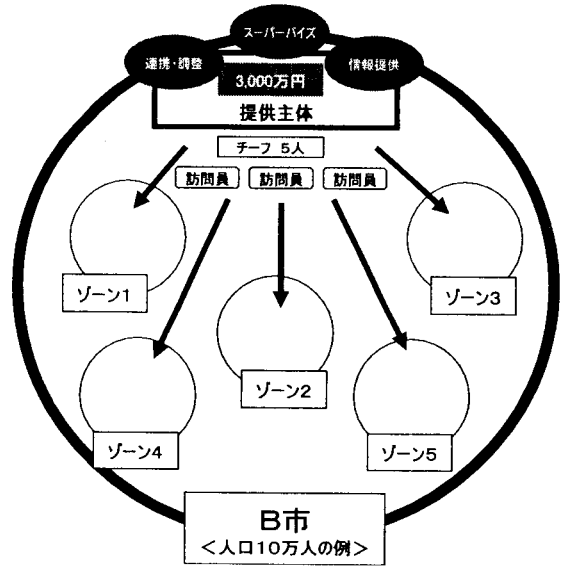 スーパーバイズ
連携・調整
情報提供
3,000万円
提供主体
チーフ 5人
訪問員
訪問員
訪問員
ゾーン1
ゾーン3
ゾーン2
ゾーン4
ゾーン5
B市
＜人口10万人の例＞